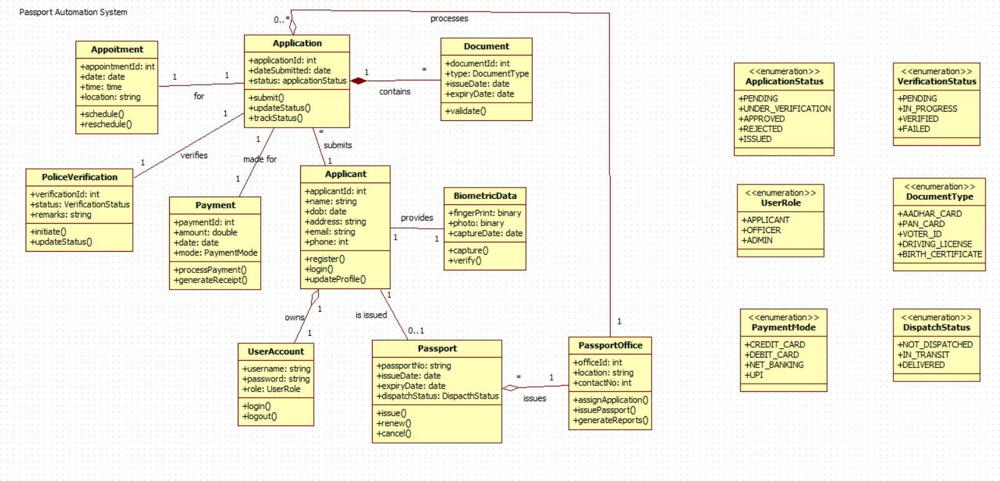 Passport Automation System
0..*
processes
Appoitment
+appointmentId: int
+date: date
+time: time
+location: string
+schedule()
+reschedule()
1
1
for
Application
+applicationId: int
+dateSubmitted: date
+status: applicationStatus
+submit()
+updateStatus()
+trackStatus()
1
*
contains
Document
+documentId: int
+type: DocumentType
+issueDate: date
+expiryDate: date
+validate()
<<enumeration>>
ApplicationStatus
+PENDING
+UNDER_VERIFICATION
+APPROVED
+REJECTED
+ISSUED
<<enumeration>>
VerificationStatus
+PENDING
+IN_PROGRESS
+VERIFIED
+FAILED
1
verifies
1
1
made for
1
*
submits
1
PoliceVerification
+verificationId: int
+status: VerificationStatus
+remarks: string
+initiate()
+updateStatus()
Payment
+paymentId: int
+amount: double
+date: date
+mode: PaymentMode
+processPayment()
+generateReceipt()
Applicant
+applicantId: int
+name: string
+dob: date
+address: string
+email: string
+phone: int
+register()
+login()
+updateProfile()
provides
1
1
BiometricData
+fingerPrint: binary
+photo: binary
+captureDate: date
+capture()
+verify()
<<enumeration>>
UserRole
+APPLICANT
+OFFICER
+ADMIN
<<enumeration>>
DocumentType
+AADHAR_CARD
+PAN_CARD
+VOTER_ID
+DRIVING_LICENSE
+BIRTH_CERTIFICATE
1
owns
1
1
is issued
0..1
1
UserAccount
+username: string
+password: string
+role: UserRole
+login()
+logout()
Passport
+passportNo: string
+issueDate: date
+expiryDate: date
+dispatchStatus: DispacthStatus
+issue()
+renew()
+cancel()
*
1
issues
PassportOffice
+officeId: int
+location: string
+contactNo: int
+assignApplication()
+issuePassport()
+generateReports()
<<enumeration>>
PaymentMode
+CREDIT_CARD
+DEBIT_CARD
+NET_BANKING
+UPI
<<enumeration>>
DispatchStatus
+NOT_DISPATCHED
+IN_TRANSIT
+DELIVERED